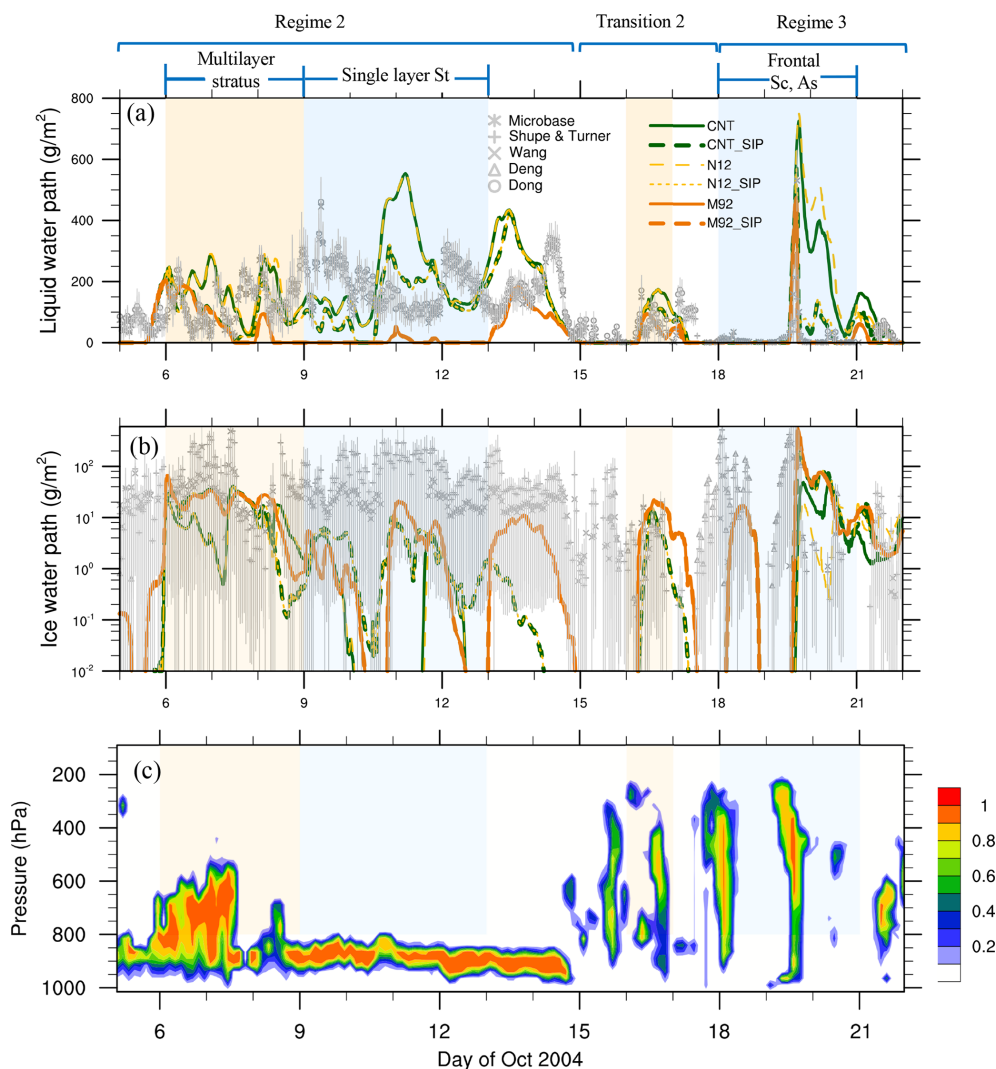 Regime 2
Transition 2
Regime 3
Multilayer
stratus
Single layer St
Frontal
Sc, As
(a)
Liquid water path (g/m²)
800
600
400
200
0
Microbase
Shupe & Turner
Wang
Deng
Dong
CNT
CNT_SIP
N12
N12_SIP
M92
M92_SIP
6 9 12 15 18 21
(b)
Ice water path (g/m²)
10²
10¹
10⁰
10⁻¹
10⁻²
6 9 12 15 18 21
(c)
Pressure (hPa)
200
400
600
800
1000
6 9 12 15 18 21
Day of Oct 2004
1
0.8
0.6
0.4
0.2